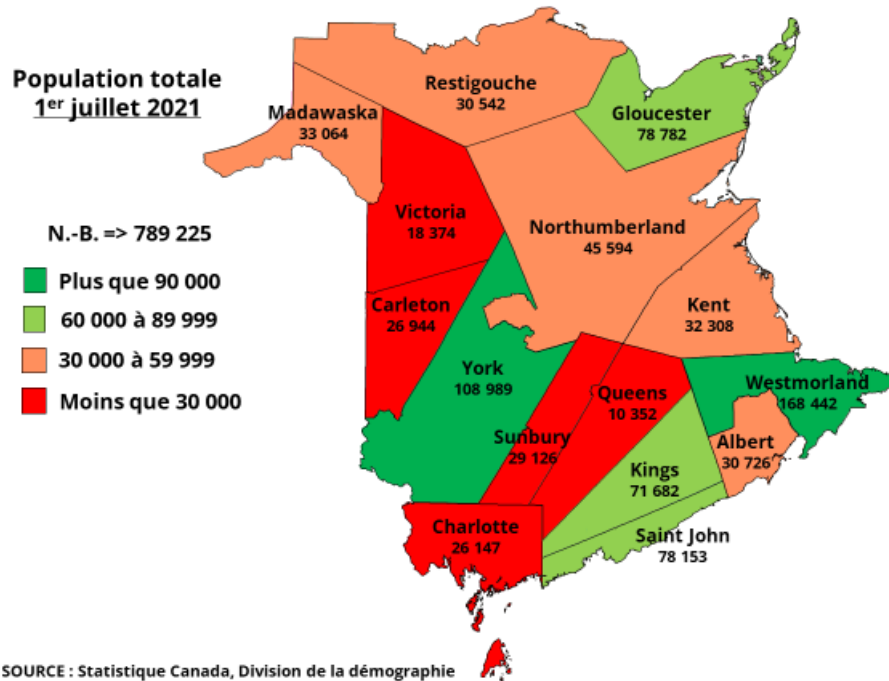 Population totale
1er juillet 2021
N.-B. => 789 225
Plus que 90 000
60 000 à 89 999
30 000 à 59 999
Moins que 30 000
Restigouche
30 542
Madawaska
33 064
Gloucester
78 782
Victoria
18 374
Northumberland
45 594
Carleton
26 944
Kent
32 308
York
108 989
Westmorland
168 442
Queens
10 352
Sunbury
29 126
Albert
30 726
Kings
71 682
Charlotte
26 147
Saint John
78 153
SOURCE : Statistique Canada, Division de la démographie